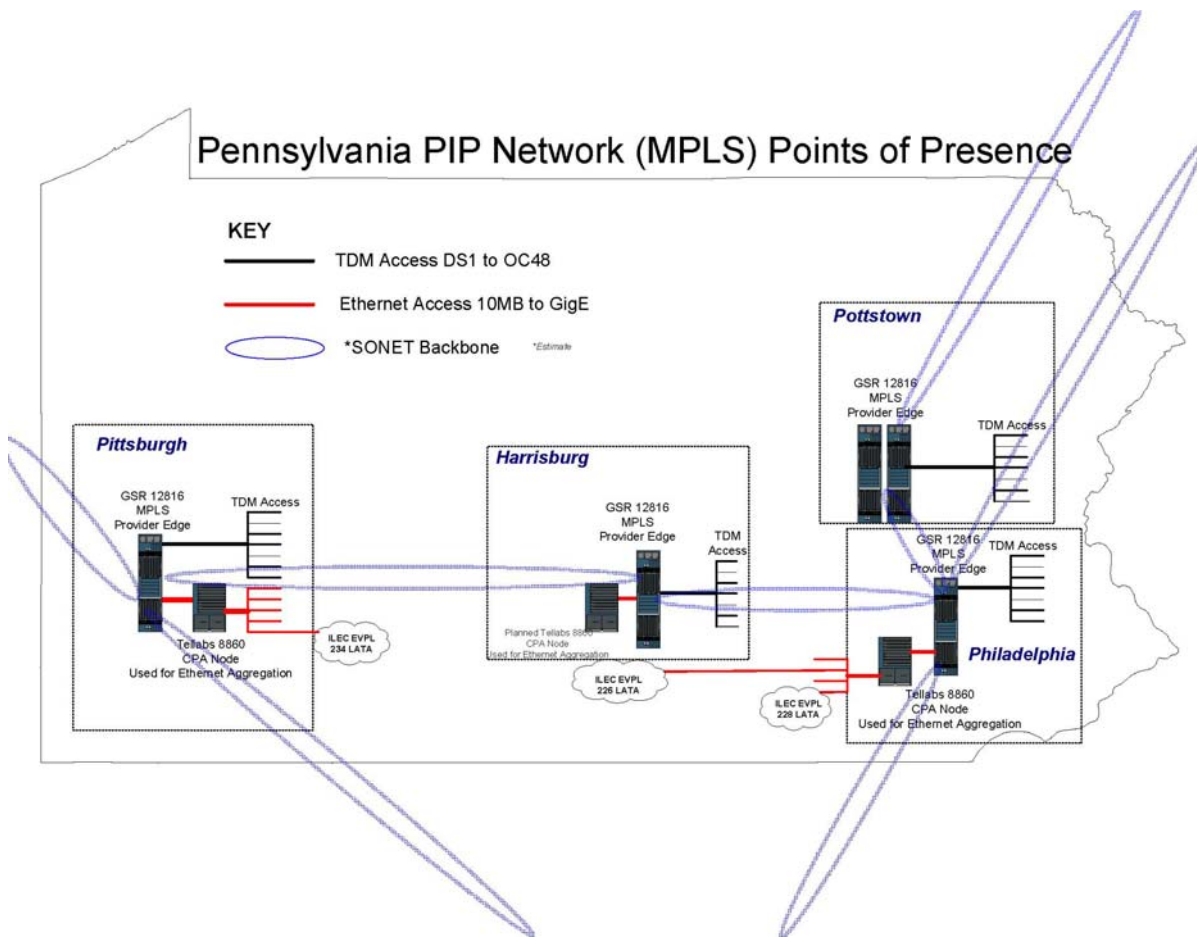 Pennsylvania PIP Network (MPLS) Points of Presence
KEY
TDM Access DS1 to OC48
Ethernet Access 10MB to GigE
*SONET Backbone
*Estimate
Pittsburgh
GSR 12816
MPLS
Provider Edge
TDM Access
Tellabs 8860
CPA Node
Used for Ethernet Aggregation
ILEC EVPL
234 LATA
Harrisburg
GSR 12816
MPLS
Provider Edge
TDM
Access
Planned Tellabs 8860
CPA Node
Used for Ethernet Aggregation
ILEC EVPL
226 LATA
ILEC EVPL
228 LATA
Pottstown
GSR 12816
MPLS
Provider Edge
TDM Access
GSR 12816
MPLS
Provider Edge
TDM Access
Philadelphia
Tellabs 8860
CPA Node
Used for Ethernet Aggregation